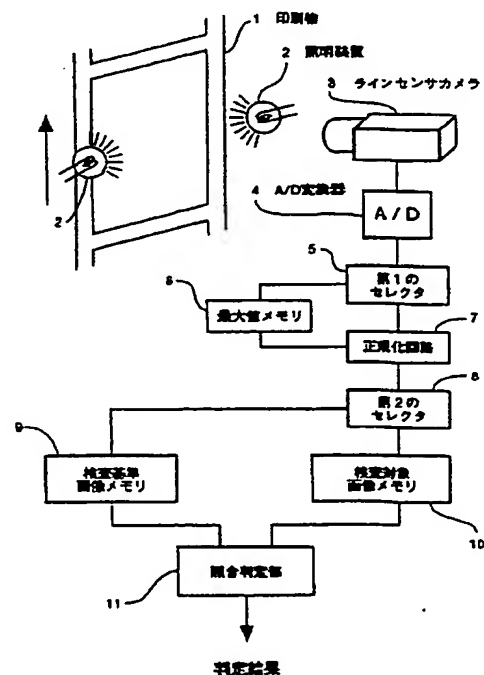 1 印刷物
2 照明装置
3 ラインセンサカメラ
2
4 A/D変換器
A/D
5
第1の
セレクタ
6
最大値メモリ
7
正規化回路
8
第2の
セレクタ
9
検査基準
画像メモリ
検査対象
画像メモリ
10
照合判定部
11
判定結果